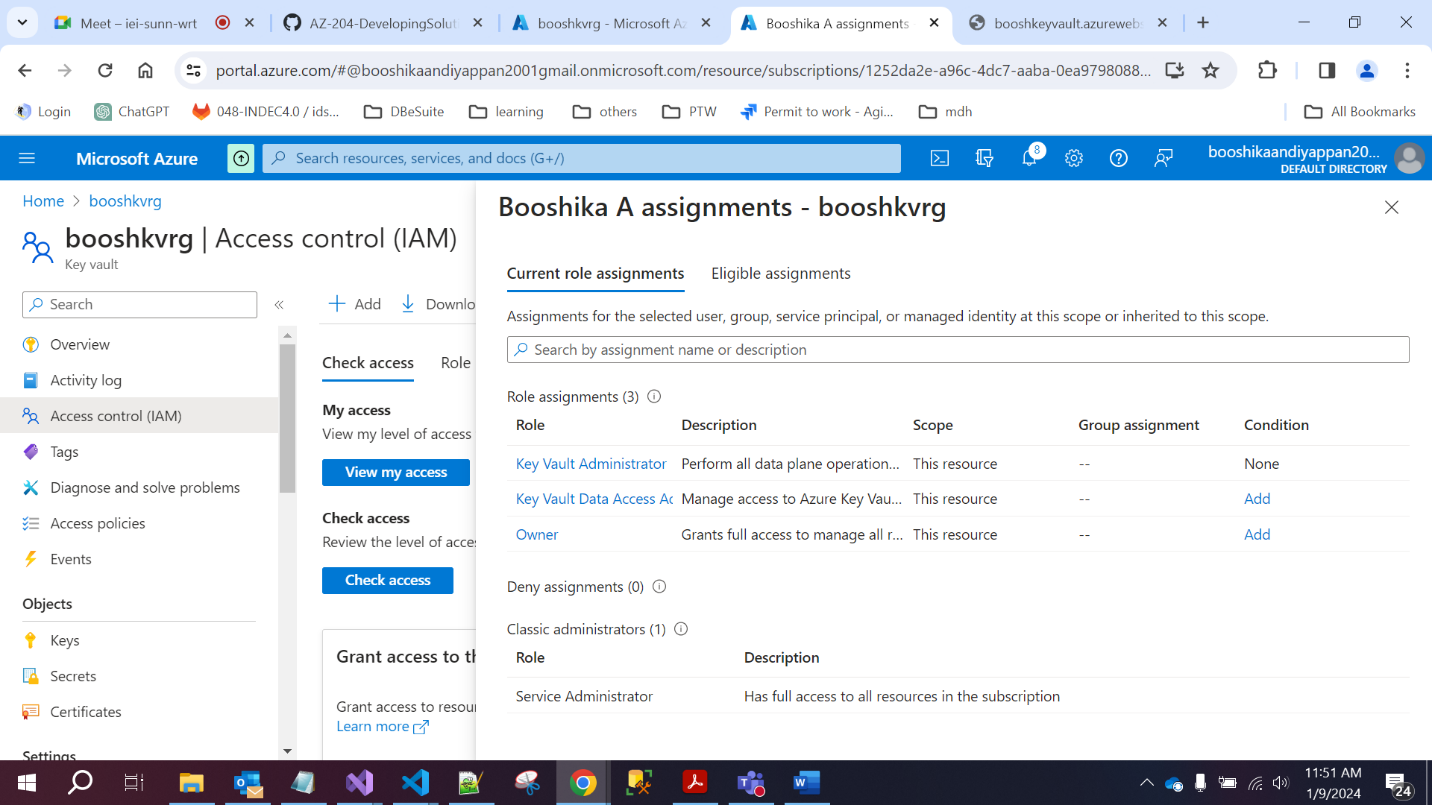 Meet – iei-sunn-wrt
AZ-204-DevelopingSoluti
booshkvrg - Microsoft Az
Booshika A assignments
booshkeyvault.azurewebs
portal.azure.com/#@booshikaandiyappan2001gmail.onmicrosoft.com/resource/subscriptions/1252da2e-a96c-4dc7-aaba-0ea9798088...
Login
ChatGPT
048-INDEC4.0 / ids...
DBeSuite
learning
others
PTW
Permit to work - Agi...
mdh
All Bookmarks
Microsoft Azure
Search resources, services, and docs (G+/)
8
booshikaandiyappan20...
DEFAULT DIRECTORY
Home > booshkvrg
booshkvrg | Access control (IAM)
Key vault
Search
«
Overview
Activity log
Access control (IAM)
Tags
Diagnose and solve problems
Access policies
Events
Objects
Keys
Secrets
Certificates
Settings
+ Add
Downlo
Check access
Role
My access
View my level of access
View my access
Check access
Review the level of acces
Check access
Grant access to th
Grant access to resour
Learn more
Booshika A assignments - booshkvrg
Current role assignments
Eligible assignments
Assignments for the selected user, group, service principal, or managed identity at this scope or inherited to this scope.
Search by assignment name or description
Role assignments (3)
Role Description Scope Group assignment Condition
Key Vault Administrator Perform all data plane operation... This resource -- None
Key Vault Data Access Ac Manage access to Azure Key Vau... This resource -- Add
Owner Grants full access to manage all r... This resource -- Add
Deny assignments (0)
Classic administrators (1)
Role Description
Service Administrator Has full access to all resources in the subscription
11:51 AM
1/9/2024
24